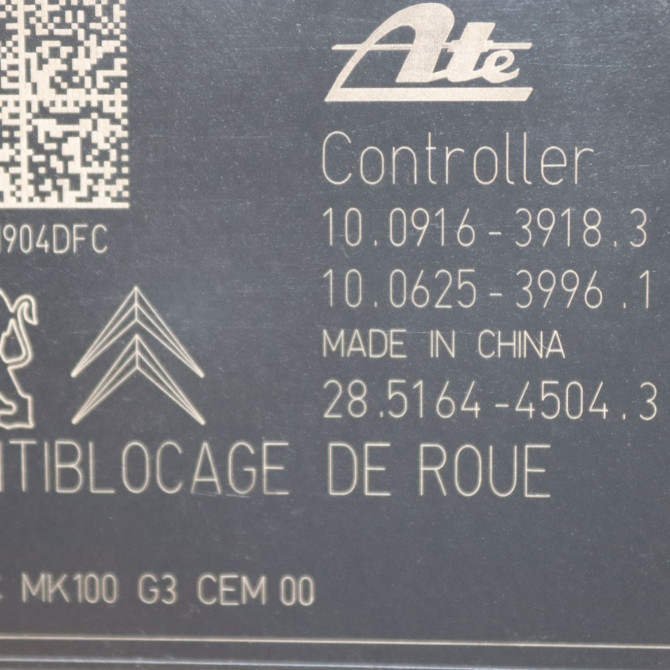 Ate
Controller
10.0916-3918.3
10.0625-3996.1
MADE IN CHINA
28.5164-4504.3
904DFC
NTIBLOCAGE DE ROUE
MK100 G3 CEM 00